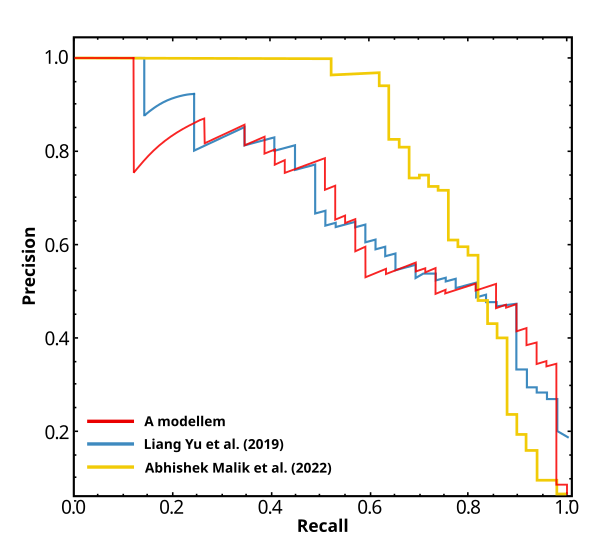 1.0
0.8
0.6
0.4
0.2
Precision
A modellem
Liang Yu et al. (2019)
Abhishek Malik et al. (2022)
0.0 0.2 0.4 0.6 0.8 1.0
Recall